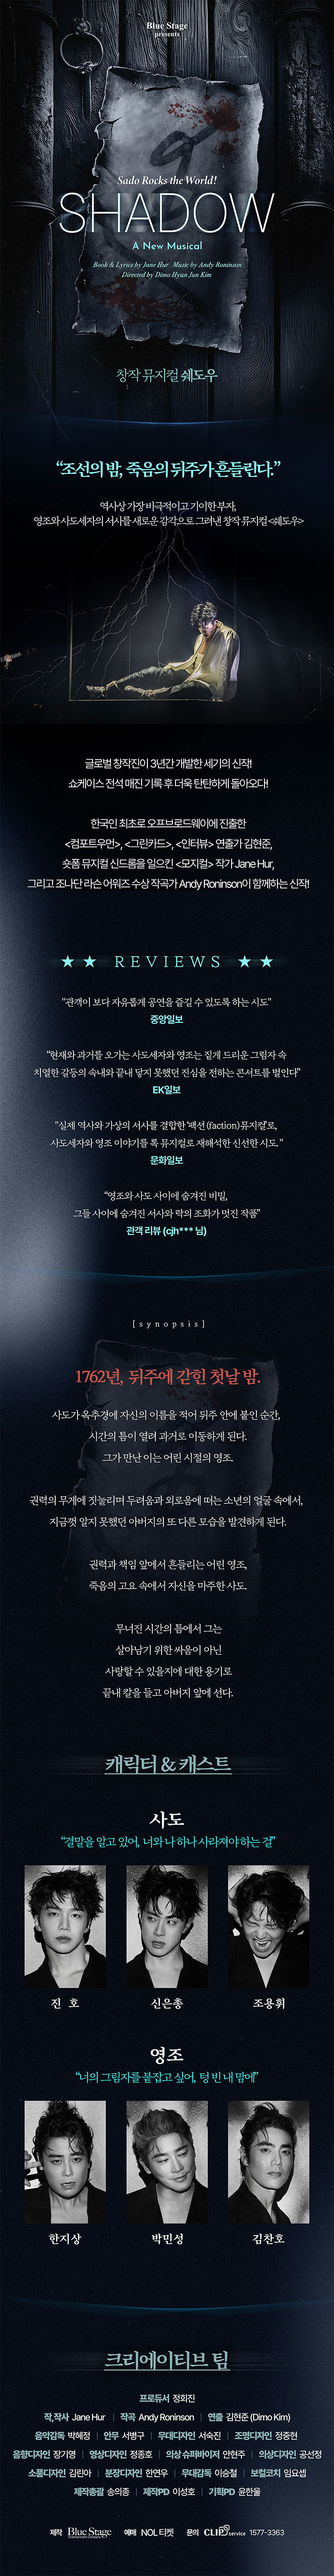 Blue Stage
presents
Sado Rocks the World!
SHADOW
A New Musical
Book & Lyrics by Jane Hur Music by Andy Roninson
Directed by Dimo Hyun Jun Kim
창작 뮤지컬 쉐도우
“조선의 밤, 죽음의 뒤주가 흔들린다.”
역사상 가장 비극적이고 기이한 부자,
영조와 사도세자의 서사를 새로운 감각으로 그려낸 창작 뮤지컬 <쉐도우>
글로벌 창작진이 3년간 개발한 세기의 신작!
쇼케이스 전석 매진 기록 후 더욱 탄탄하게 돌아오다!
한국인 최초로 오프브로드웨이에 진출한
<컴포트우먼>, <그린카드>, <인터뷰> 연출가 김현준,
숏폼 뮤지컬 신드롬을 일으킨 <모지컬> 작가 Jane Hur,
그리고 조나단 라슨 어워즈 수상 작곡가 Andy Roninson이 함께하는 신작!
★ ★ REVIEWS ★ ★
"관객이 보다 자유롭게 공연을 즐길 수 있도록 하는 시도"
중앙일보
“현재와 과거를 오가는 사도세자와 영조는 짙게 드리운 그림자 속
치열한 갈등의 속내와 끝내 닿지 못했던 진심을 전하는 콘서트를 벌인다”
EK일보
"실제 역사와 가상의 서사를 결합한 '팩션(faction) 뮤지컬'로,
사도세자와 영조 이야기를 록 뮤지컬로 재해석한 신선한 시도."
문화일보
“영조와 사도 사이에 숨겨진 비밀,
그들 사이에 숨겨진 서사와 락의 조화가 멋진 작품”
관객 리뷰 (cjh*** 님)
[synopsis]
1762년, 뒤주에 갇힌 첫날 밤.
사도가 옥추경에 자신의 이름을 적어 뒤주 안에 붙인 순간,
시간의 틈이 열려 과거로 이동하게 된다.
그가 만난 이는 어린 시절의 영조.
권력의 무게에 짓눌리며 두려움과 외로움에 떠는 소년의 얼굴 속에서,
지금껏 알지 못했던 아버지의 또 다른 모습을 발견하게 된다.
권력과 책임 앞에서 흔들리는 어린 영조,
죽음의 고요 속에서 자신을 마주한 사도.
무너진 시간의 틈에서 그는
살아남기 위한 싸움이 아닌
사랑할 수 있을지에 대한 용기로
끝내 칼을 들고 아버지 앞에 선다.
캐릭터 & 캐스트
사도
“결말을 알고 있어, 너와 나 하나 사라져야 하는 걸”
진 호 신은총 조용휘
영조
“너의 그림자를 붙잡고 싶어, 텅 빈 내 맘에”
한지상 박민성 김찬호
크리에이티브 팀
프로듀서 정회진
작,작사 Jane Hur | 작곡 Andy Roninson | 연출 김현준 (Dimo Kim)
음악감독 박혜정 | 안무 서병구 | 무대디자인 서숙진 | 조명디자인 정중현
음향디자인 장기영 | 영상디자인 정종호 | 의상 슈퍼바이저 안현주 | 의상디자인 공선정
소품디자인 김린아 | 분장디자인 한연우 | 무대감독 이승철 | 보컬코치 임요셉
제작총괄 송의종 | 제작PD 이성호 | 기획PD 윤한울
제작 Blue Stage Entertainment Company 예매 NOL 티켓 문의 CLIP service 1577-3363